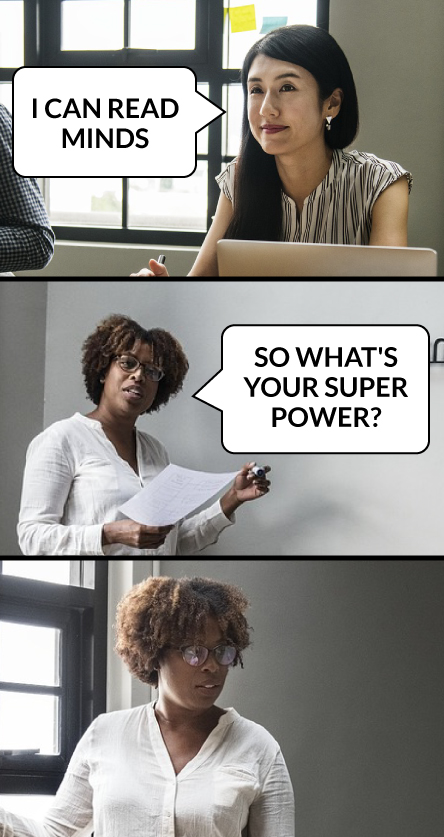 I CAN READ
MINDS
SO WHAT'S
YOUR SUPER
POWER?